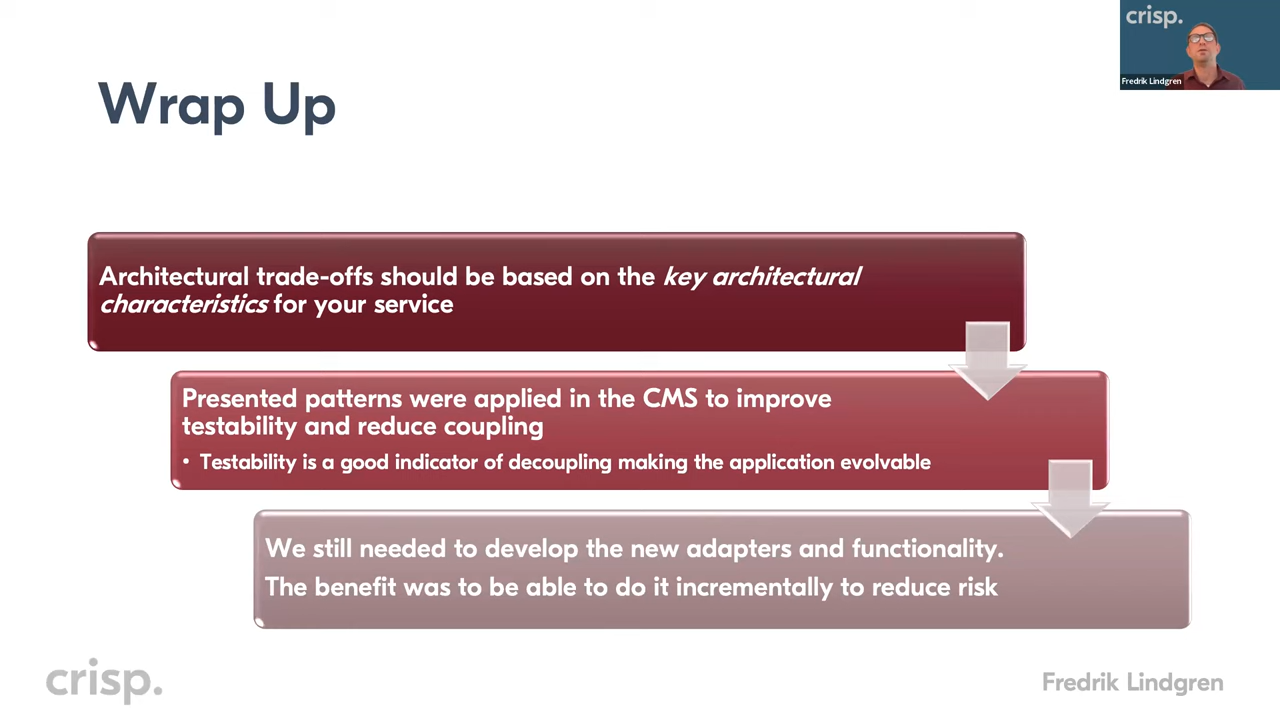 crisp.
Fredrik Lindgren
Wrap Up
Architectural trade-offs should be based on the key architectural
characteristics for your service
Presented patterns were applied in the CMS to improve
testability and reduce coupling
• Testability is a good indicator of decoupling making the application evolvable
We still needed to develop the new adapters and functionality.
The benefit was to be able to do it incrementally to reduce risk
crisp.
Fredrik Lindgren